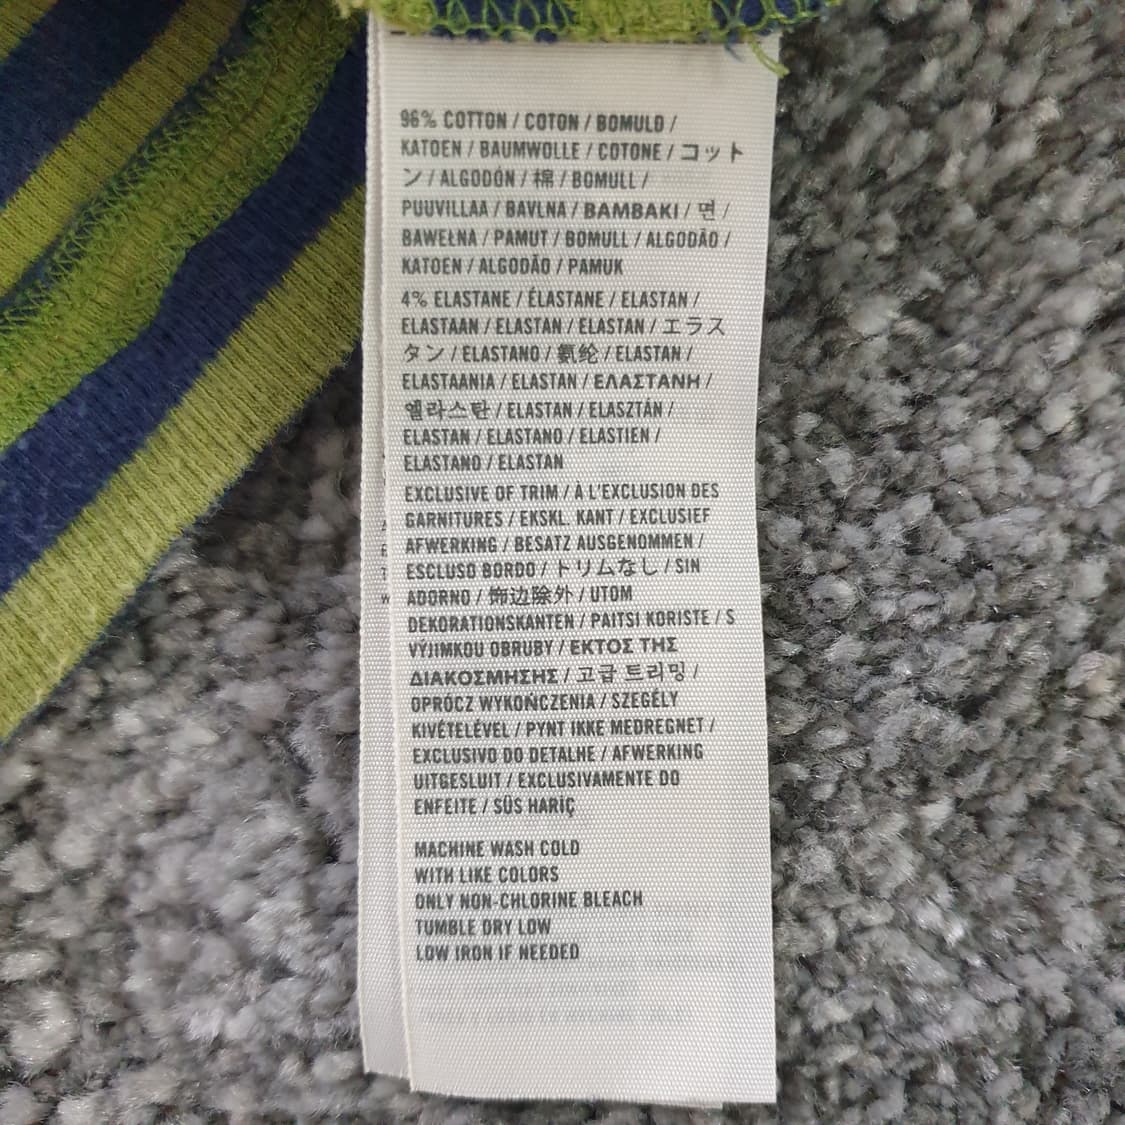 96% COTTON / COTON / BOMULD /
KATOEN / BAUMWOLLE / COTONE / コット
ン / ALGODÓN / 棉 / BOMULL /
PUUVILLAA / BAVLNA / BAMBAKI / 면 /
BAWEŁNA / PAMUT / BOMULL / ALGODÃO /
KATOEN / ALGODÃO / PAMUK
4% ELASTANE / ÉLASTANE / ELASTAN /
ELASTAAN / ELASTAN / ELASTAN / エラス
タン / ELASTANO / 氨纶 / ELASTAN /
ELASTAANIA / ELASTAN / ΕΛΑΣΤΑΝΗ /
엘라스탄 / ELASTAN / ELASZTÁN /
ELASTAN / ELASTANO / ELASTIEN /
ELASTANO / ELASTAN
EXCLUSIVE OF TRIM / À L'EXCLUSION DES
GARNITURES / EKSKL. KANT / EXCLUSIEF
AFWERKING / BESATZ AUSGENOMMEN /
ESCLUSO BORDO / トリムなし / SIN
ADORNO / 饰边除外 / UTOM
DEKORATIONSKANTEN / PAITSI KORISTE / S
VÝJIMKOU OBRUBY / ΕΚΤΟΣ ΤΗΣ
ΔΙΑΚΟΣΜΗΣΗΣ / 고급 트리밍 /
OPRÓCZ WYKOŃCZENIA / SZEGÉLY
KIVÉTELÉVEL / PYNT IKKE MEDREGNET /
EXCLUSIVO DO DETALHE / AFWERKING
UITGESLUIT / EXCLUSIVAMENTE DO
ENFEITE / SÜS HARİÇ
MACHINE WASH COLD
WITH LIKE COLORS
ONLY NON-CHLORINE BLEACH
TUMBLE DRY LOW
LOW IRON IF NEEDED